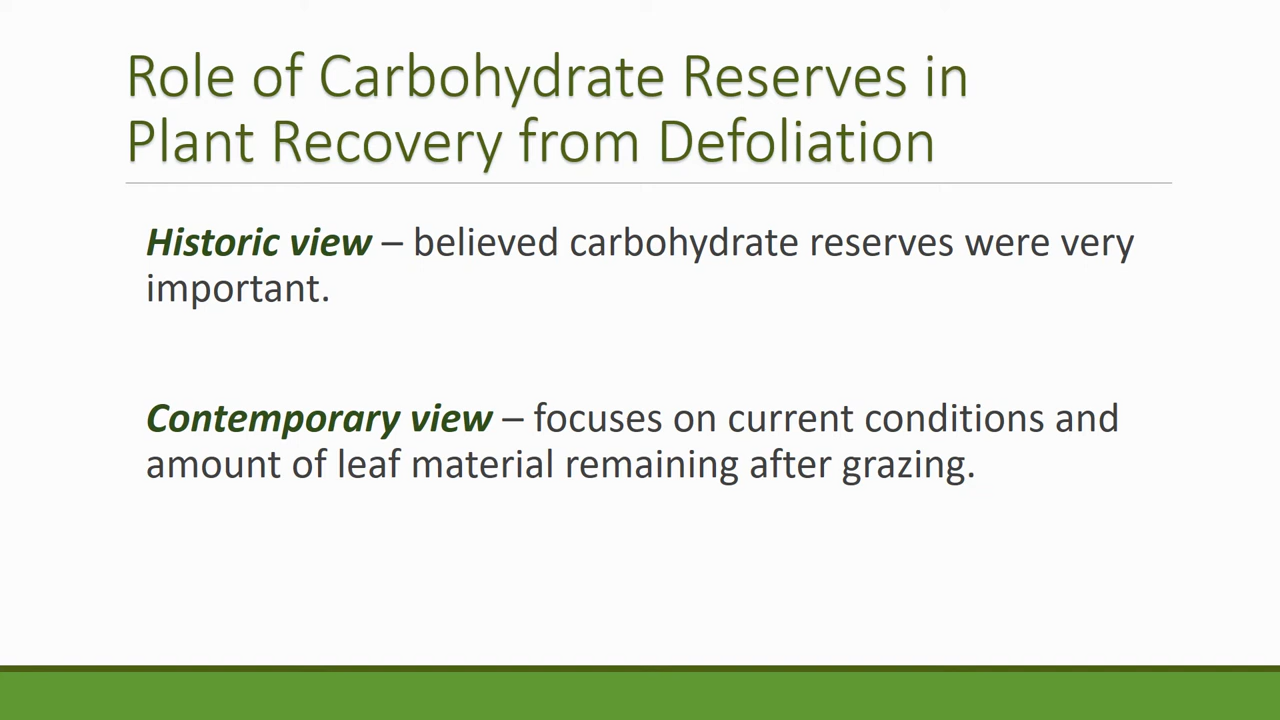 Role of Carbohydrate Reserves in
Plant Recovery from Defoliation
Historic view – believed carbohydrate reserves were very
important.
Contemporary view – focuses on current conditions and
amount of leaf material remaining after grazing.